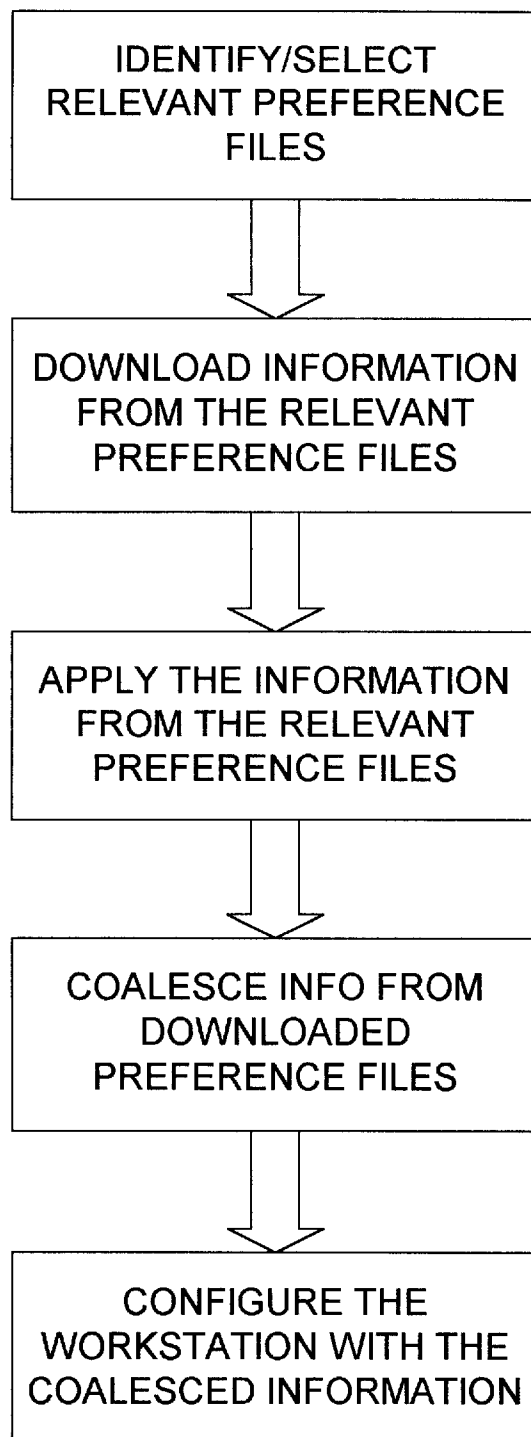 IDENTIFY/SELECT
RELEVANT PREFERENCE
FILES
DOWNLOAD INFORMATION
FROM THE RELEVANT
PREFERENCE FILES
APPLY THE INFORMATION
FROM THE RELEVANT
PREFERENCE FILES
COALESCE INFO FROM
DOWNLOADED
PREFERENCE FILES
CONFIGURE THE
WORKSTATION WITH THE
COALESCED INFORMATION